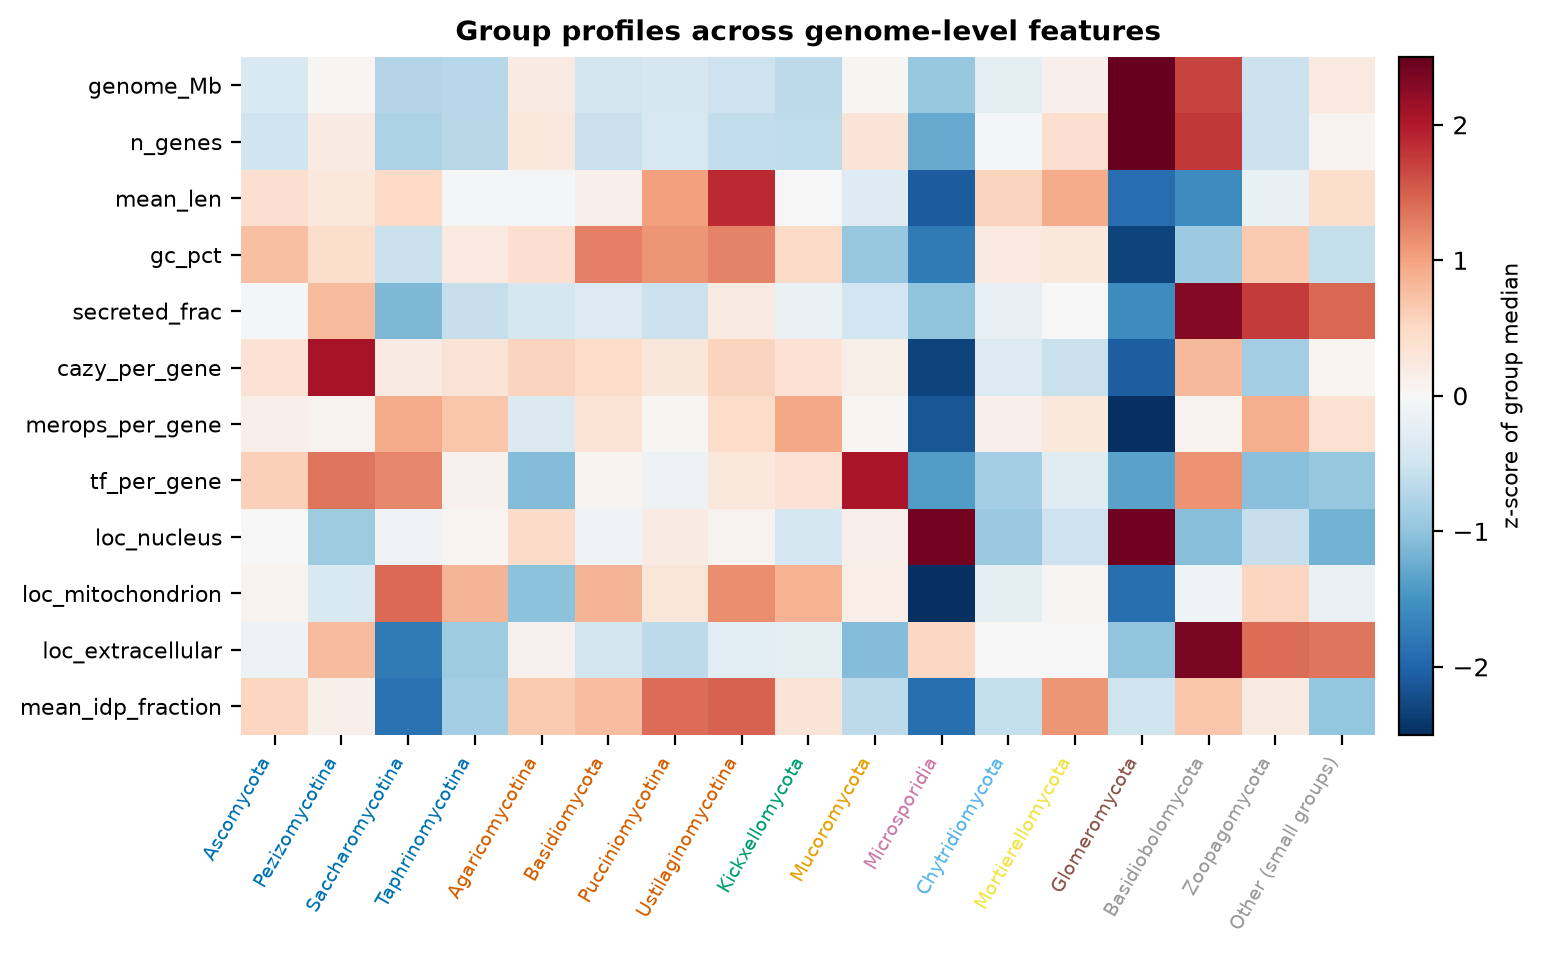 Group profiles across genome-level features
genome_Mb
n_genes
mean_len
gc_pct
secreted_frac
cazy_per_gene
merops_per_gene
tf_per_gene
loc_nucleus
loc_mitochondrion
loc_extracellular
mean_idp_fraction
Ascomycota
Pezizomycotina
Saccharomycotina
Taphrinomycotina
Agaricomycotina
Basidiomycota
Pucciniomycotina
Ustilaginomycotina
Kickxellomycota
Mucoromycota
Microsporidia
Chytridiomycota
Mortierellomycota
Glomeromycota
Basidiobolomycota
Zoopagomycota
Other (small groups)
2
1
0
−1
−2
z-score of group median